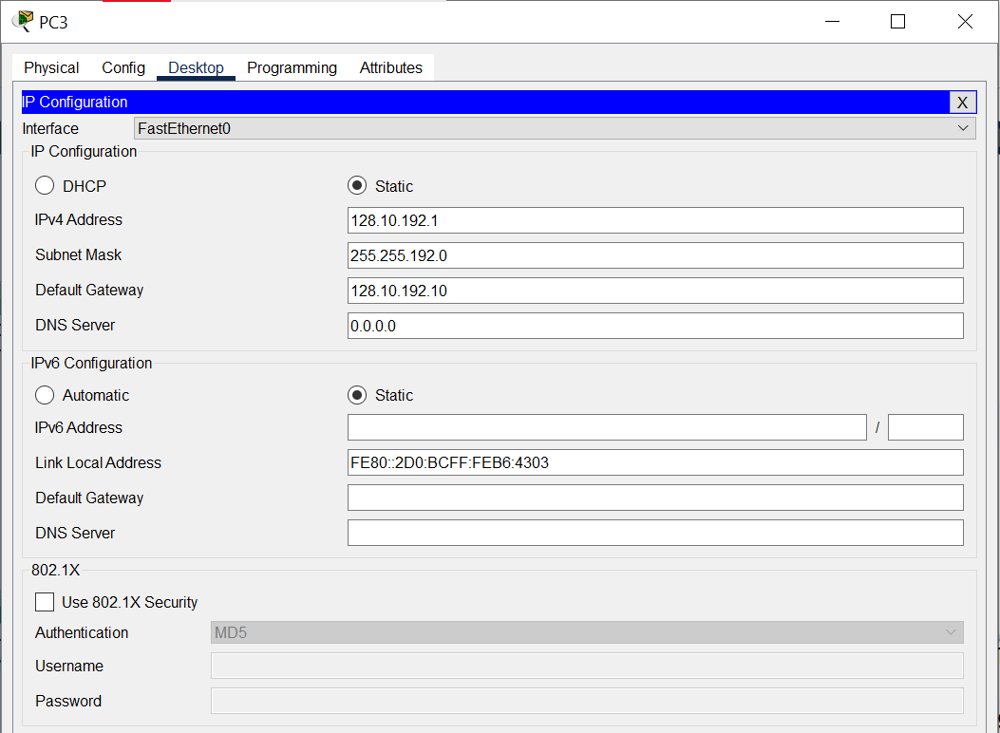 PC3
Physical Config Desktop Programming Attributes
IP Configuration X
Interface FastEthernet0
IP Configuration
DHCP Static
IPv4 Address 128.10.192.1
Subnet Mask 255.255.192.0
Default Gateway 128.10.192.10
DNS Server 0.0.0.0
IPv6 Configuration
Automatic Static
IPv6 Address /
Link Local Address FE80::2D0:BCFF:FEB6:4303
Default Gateway
DNS Server
802.1X
Use 802.1X Security
Authentication MD5
Username
Password